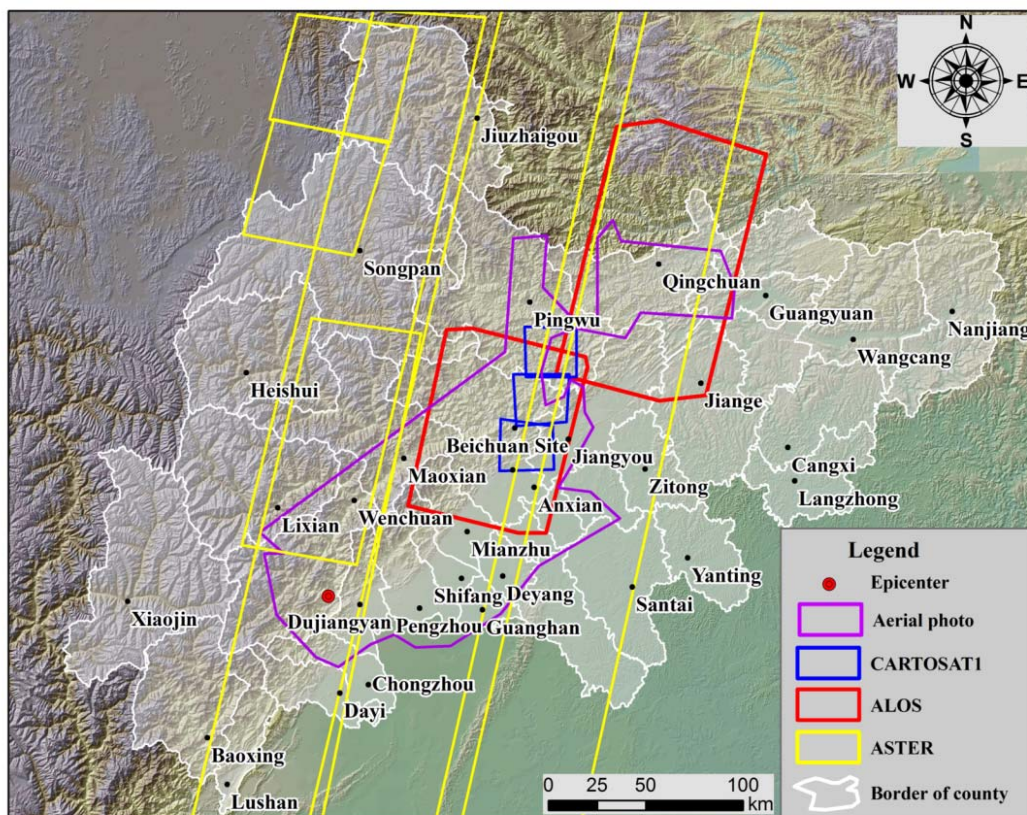 N
W E
S
Jiuzhaigou
Songpan
Qingchuan
Pingwu
Guangyuan
Nanjiang
Wangcang
Heishui
Jiange
Beichuan Site
Jiangyou
Maoxian
Cangxi
Zitong
Langzhong
Anxian
Lixian
Wenchuan
Mianzhu
Yanting
Shifang
Deyang
Santai
Xiaojin
Dujiangyan
Pengzhou
Guanghan
Chongzhou
Dayi
Baoxing
Lushan
Legend
Epicenter
Aerial photo
CARTOSAT1
ALOS
ASTER
Border of county
0 25 50 100
km